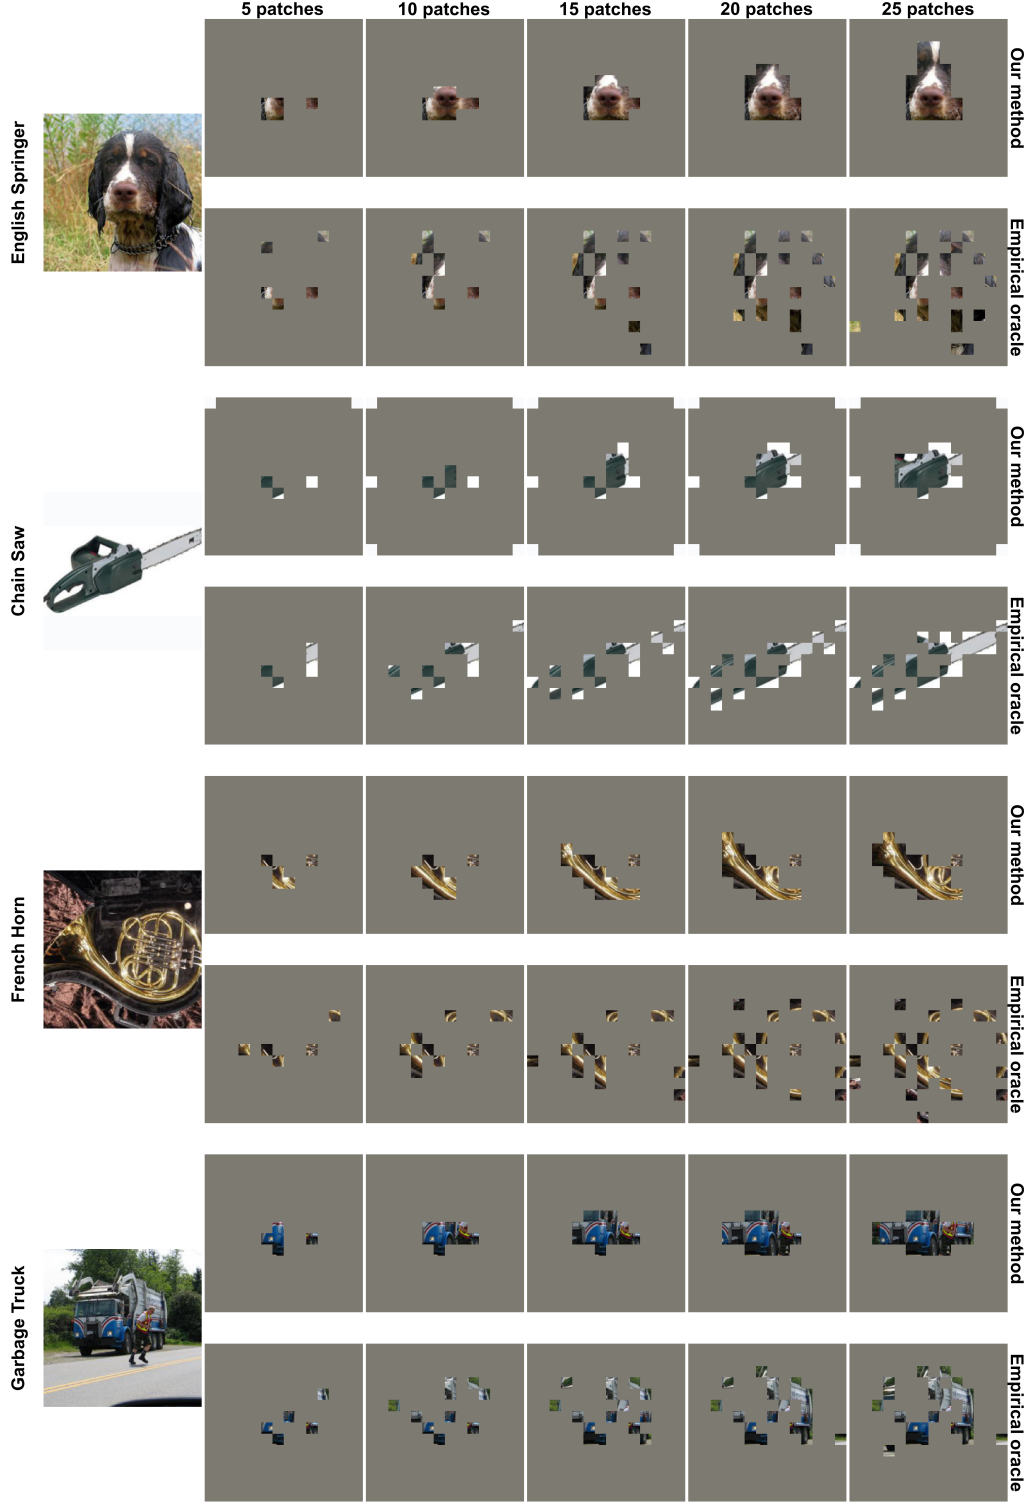 5 patches 10 patches 15 patches 20 patches 25 patches
English Springer
Our method
Empirical oracle
Chain Saw
Our method
Empirical oracle
French Horn
Our method
Empirical oracle
Garbage Truck
Our method
Empirical oracle